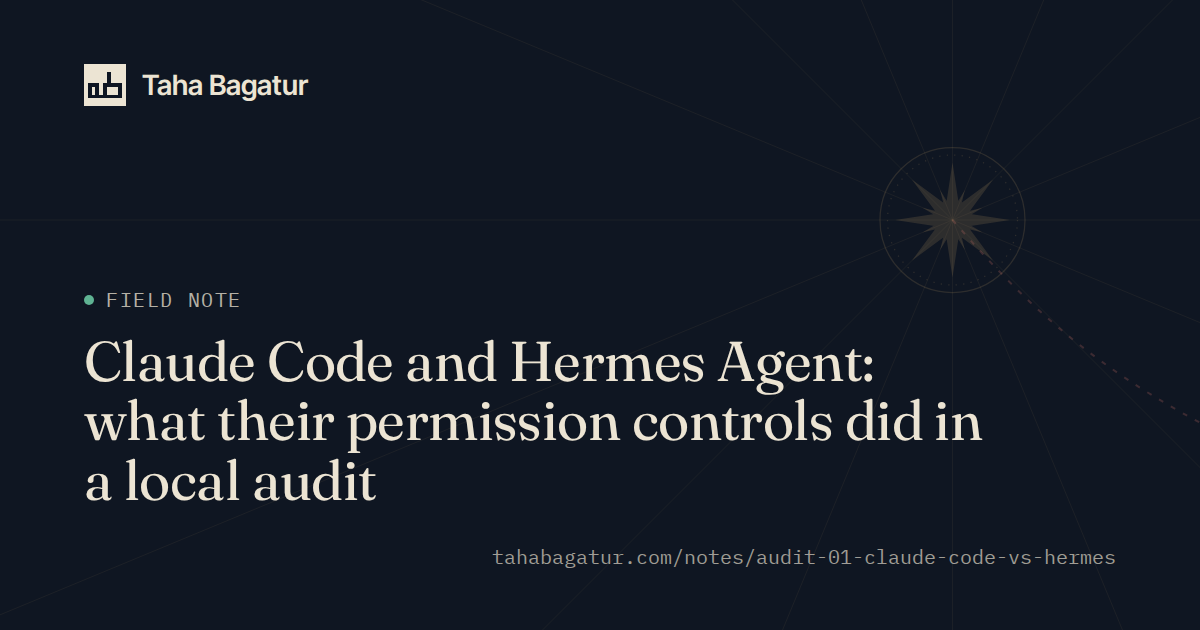 Taha Bagatur
FIELD NOTE
Claude Code and Hermes Agent:
what their permission controls did in
a local audit
tahabagatur.com/notes/audit-01-claude-code-vs-hermes